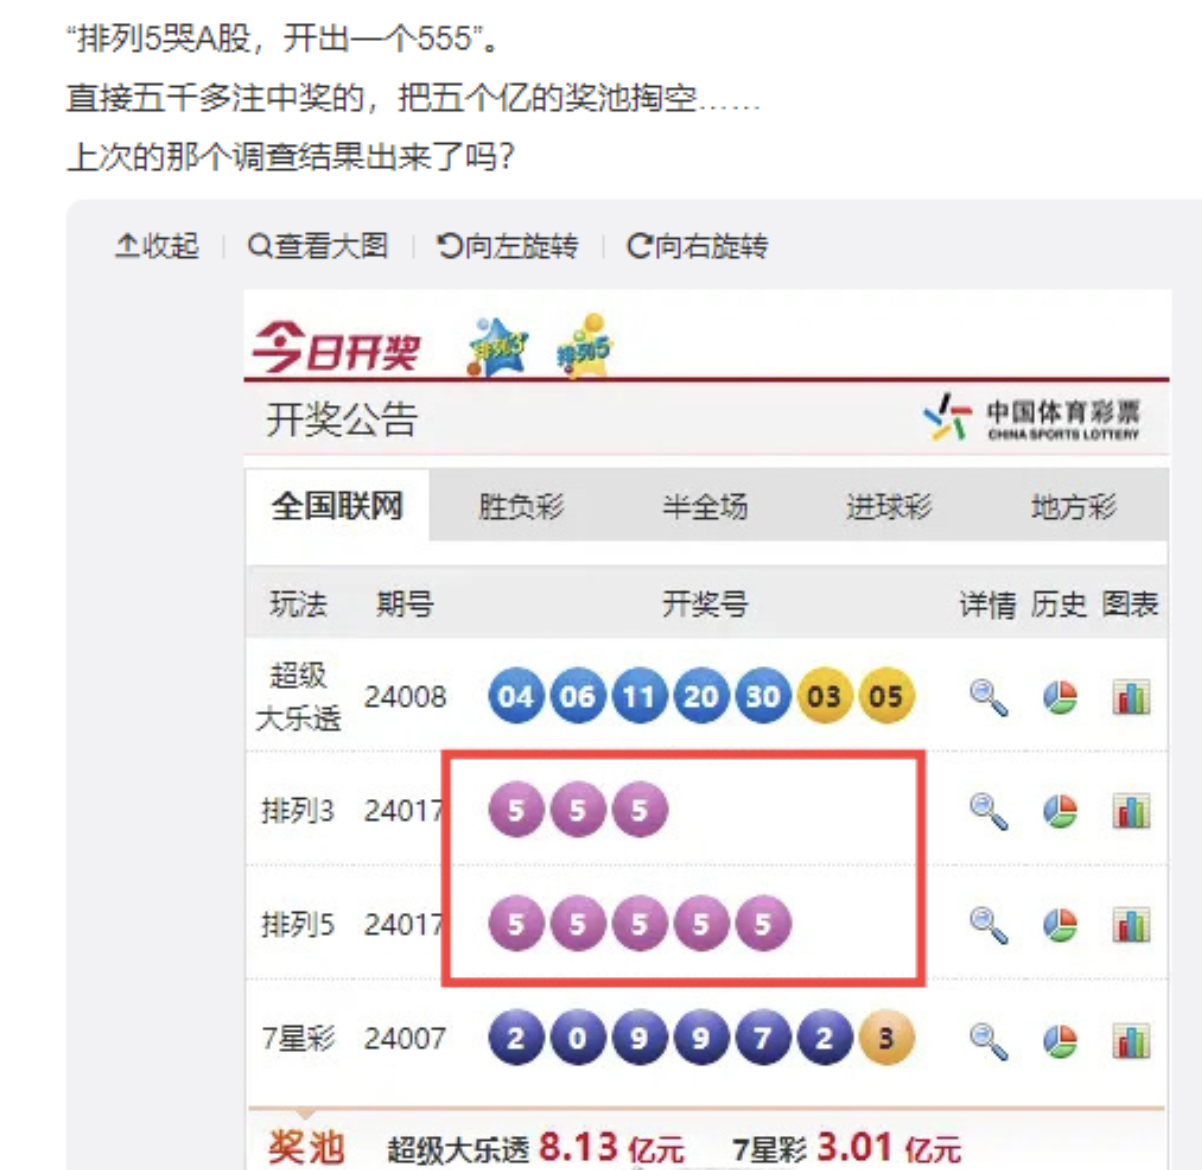 “排列5哭A股，开出一个555”。
直接五千多注中奖的，把五个亿的奖池掏空……
上次的那个调查结果出来了吗？
收起 查看大图 向左旋转 向右旋转
今日开奖 排列3 排列5
开奖公告 中国体育彩票
CHINA SPORTS LOTTERY
全国联网 胜负彩 半全场 进球彩 地方彩
玩法 期号 开奖号 详情 历史 图表
超级
大乐透 24008 04 06 11 20 30 03 05
排列3 24017 5 5 5
排列5 24017 5 5 5 5 5
7星彩 24007 2 0 9 9 7 2 3
奖池 超级大乐透 8.13 亿元 7星彩 3.01 亿元